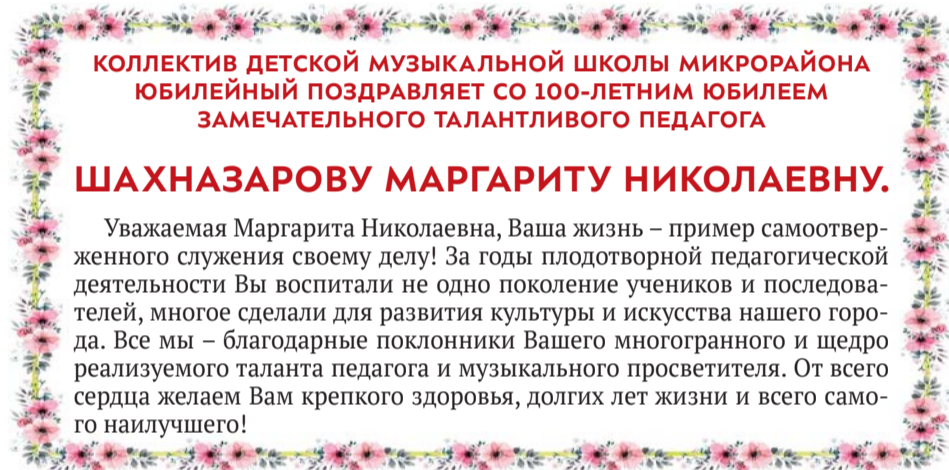 КОЛЛЕКТИВ ДЕТСКОЙ МУЗЫКАЛЬНОЙ ШКОЛЫ МИКРОРАЙОНА
ЮБИЛЕЙНЫЙ ПОЗДРАВЛЯЕТ СО 100-ЛЕТНИМ ЮБИЛЕЕМ
ЗАМЕЧАТЕЛЬНОГО ТАЛАНТЛИВОГО ПЕДАГОГА
ШАХНАЗАРОВУ МАРГАРИТУ НИКОЛАЕВНУ.
Уважаемая Маргарита Николаевна, Ваша жизнь – пример самоотвер-
женного служения своему делу! За годы плодотворной педагогической
деятельности Вы воспитали не одно поколение учеников и последова-
телей, многое сделали для развития культуры и искусства нашего горо-
да. Все мы – благодарные поклонники Вашего многогранного и щедро
реализуемого таланта педагога и музыкального просветителя. От всего
сердца желаем Вам крепкого здоровья, долгих лет жизни и всего само-
го наилучшего!